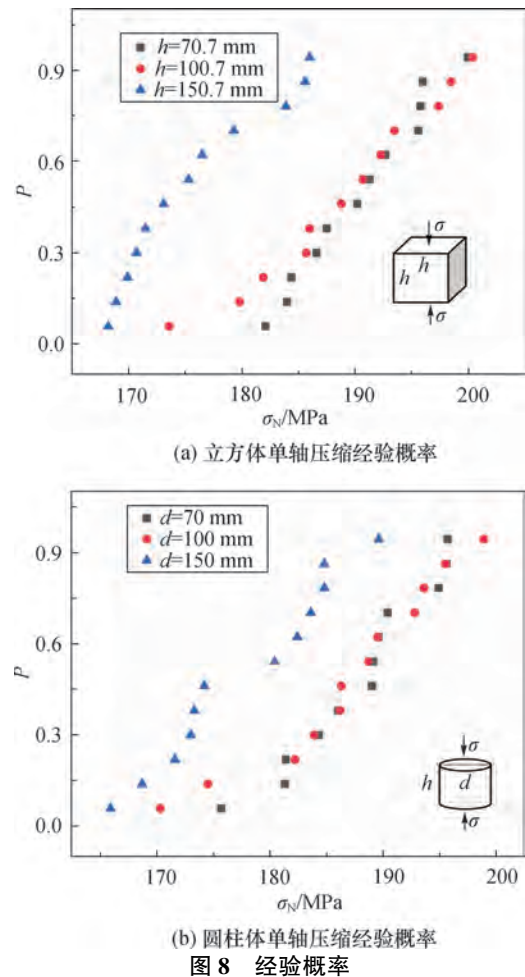 h=70.7 mm
h=100.7 mm
h=150.7 mm
0.9
0.6
0.3
0.0
P
σ
h
h
σ
170 180 190 200
σN/MPa
(a) 立方体单轴压缩经验概率
d=70 mm
d=100 mm
d=150 mm
0.9
0.6
0.3
0.0
P
σ
h
d
σ
170 180 190 200
σN/MPa
(b) 圆柱体单轴压缩经验概率
图 8 经验概率